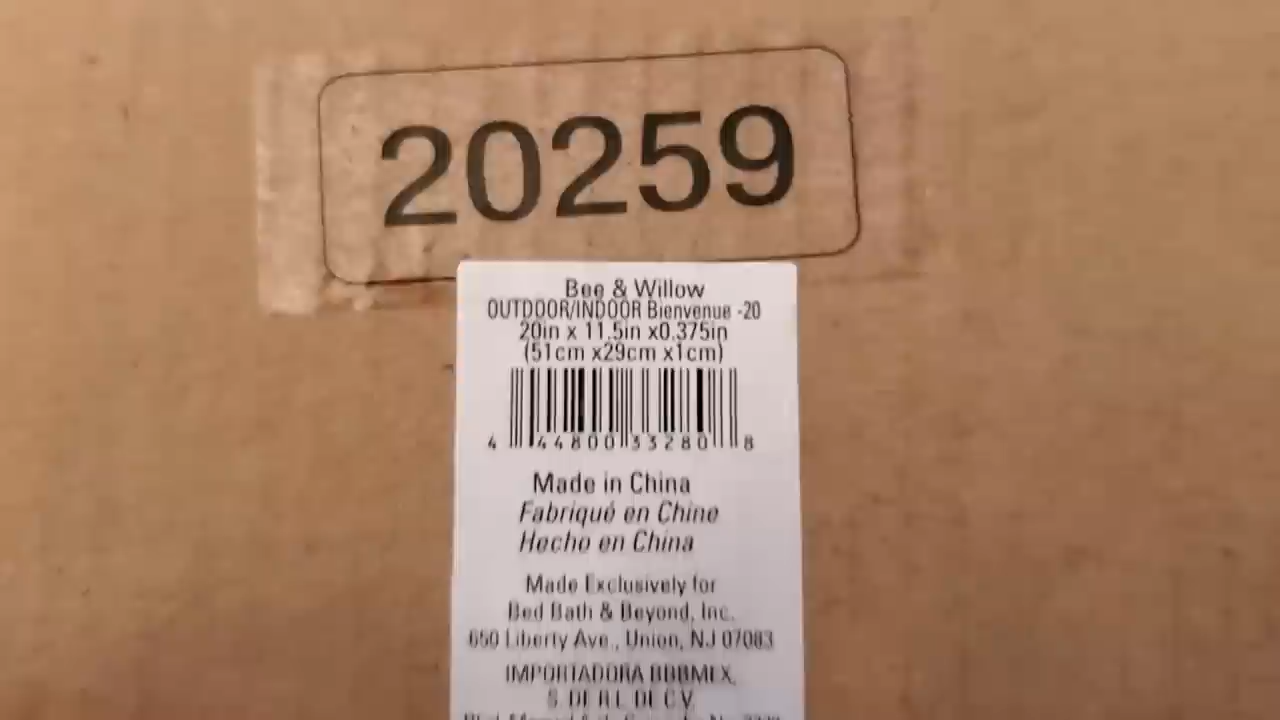 20259
Bee & Willow
OUTDOOR/INDOOR Bienvenue -20
20in x 11.5in x0.375in
(51cm x29cm x1cm)
4 44800 33280 8
Made in China
Fabriqué en Chine
Hecho en China
Made Exclusively for
Bed Bath & Beyond, Inc.
650 Liberty Ave., Union, NJ 07083
IMPORTADORA BBBMEX,
S. DE R.L. DE C.V.